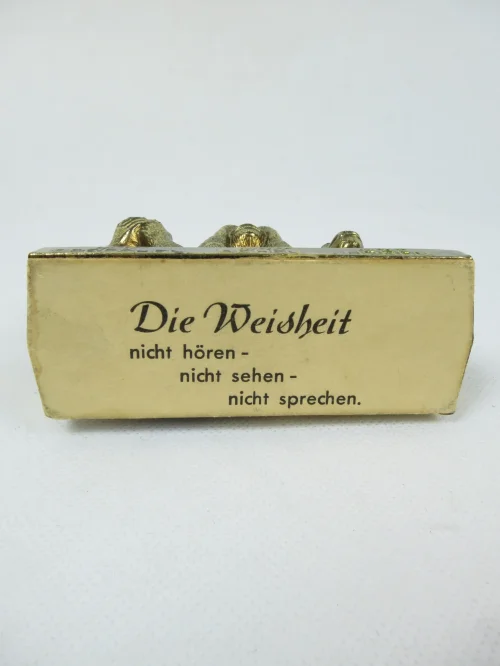 Die Weisheit
nicht hören -
nicht sehen -
nicht sprechen.